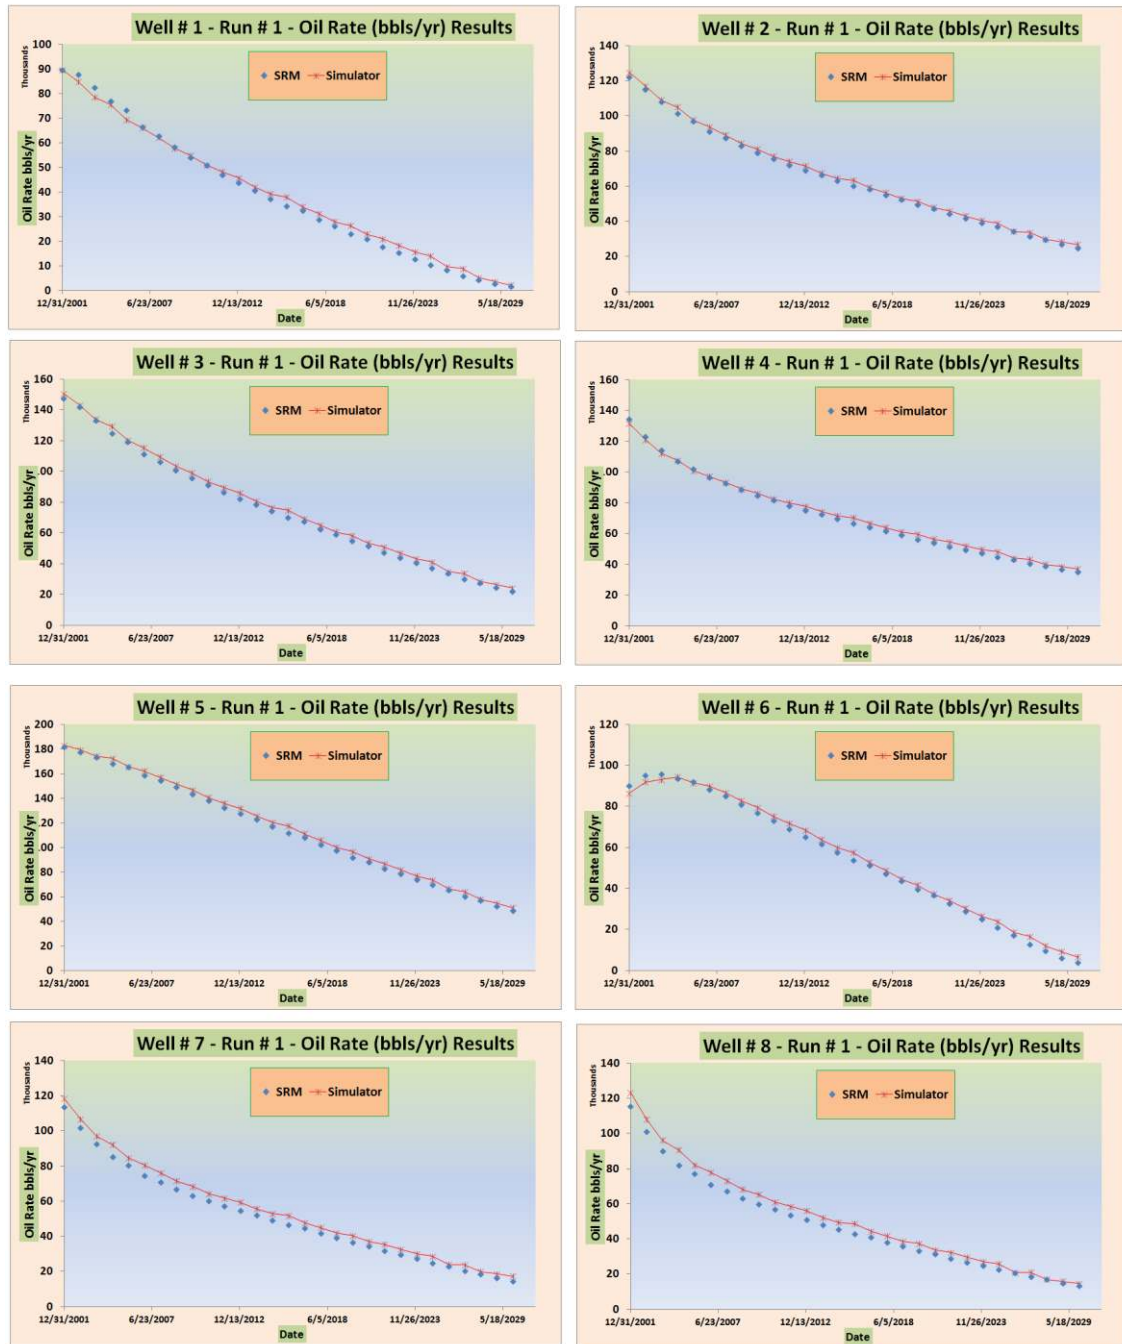 Well # 1 - Run # 1 - Oil Rate (bbls/yr) Results
Thousands
Oil Rate bbls/yr
SRM Simulator
100
90
80
70
60
50
40
30
20
10
0
12/31/2001 6/23/2007 12/13/2012 6/5/2018 11/26/2023 5/18/2029
Date
Well # 2 - Run # 1 - Oil Rate (bbls/yr) Results
Thousands
Oil Rate bbls/yr
SRM Simulator
140
120
100
80
60
40
20
0
12/31/2001 6/23/2007 12/13/2012 6/5/2018 11/26/2023 5/18/2029
Date
Well # 3 - Run # 1 - Oil Rate (bbls/yr) Results
Thousands
Oil Rate bbls/yr
SRM Simulator
160
140
120
00
80
60
40
20
0
12/31/2001 6/23/2007 12/13/2012 6/5/2018 11/26/2023 5/18/2029
Date
Well # 4 - Run # 1 - Oil Rate (bbls/yr) Results
Thousands
Oil Rate bbls/yr
SRM Simulator
160
140
120
00
80
60
40
20
0
12/31/2001 6/23/2007 12/13/2012 6/5/2018 11/26/2023 5/18/2029
Date
Well # 5 - Run # 1 - Oil Rate (bbls/yr) Results
Thousands
Oil Rate bbls/yr
SRM Simulator
200
180
160
140
20
00
80
60
40
20
0
12/31/2001 6/23/2007 12/13/2012 6/5/2018 11/26/2023 5/18/2029
Date
Well # 6 - Run # 1 - Oil Rate (bbls/yr) Results
Thousands
Oil Rate bbls/yr
SRM Simulator
120
100
80
60
40
20
0
12/31/2001 6/23/2007 12/13/2012 6/5/2018 11/26/2023 5/18/2029
Date
Well # 7 - Run # 1 - Oil Rate (bbls/yr) Results
Thousands
Oil Rate bbls/yr
SRM Simulator
140
120
100
80
60
40
20
0
12/31/2001 6/23/2007 12/13/2012 6/5/2018 11/26/2023 5/18/2029
Date
Well # 8 - Run # 1 - Oil Rate (bbls/yr) Results
Thousands
Oil Rate bbls/yr
SRM Simulator
140
120
100
80
60
40
20
0
12/31/2001 6/23/2007 12/13/2012 6/5/2018 11/26/2023 5/18/2029
Date